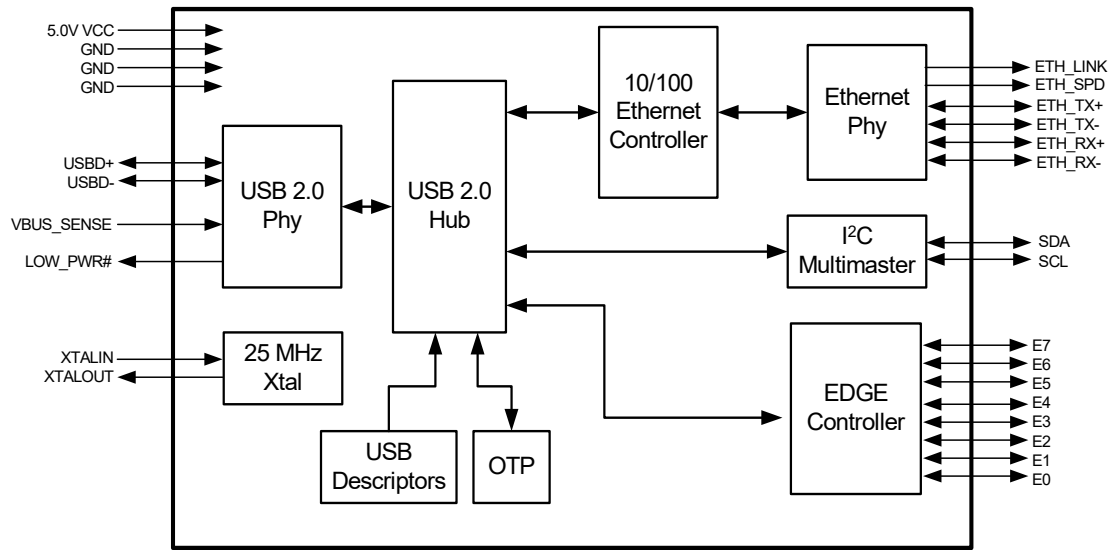 5.0V VCC
GND
GND
GND
USBD+
USBD-
VBUS_SENSE
LOW_PWR#
XTALIN
XTALOUT
USB 2.0
Phy
25 MHz
Xtal
USB 2.0
Hub
USB
Descriptors
OTP
10/100
Ethernet
Controller
Ethernet
Phy
I²C
Multimaster
EDGE
Controller
ETH_LINK
ETH_SPD
ETH_TX+
ETH_TX-
ETH_RX+
ETH_RX-
SDA
SCL
E7
E6
E5
E4
E3
E2
E1
E0